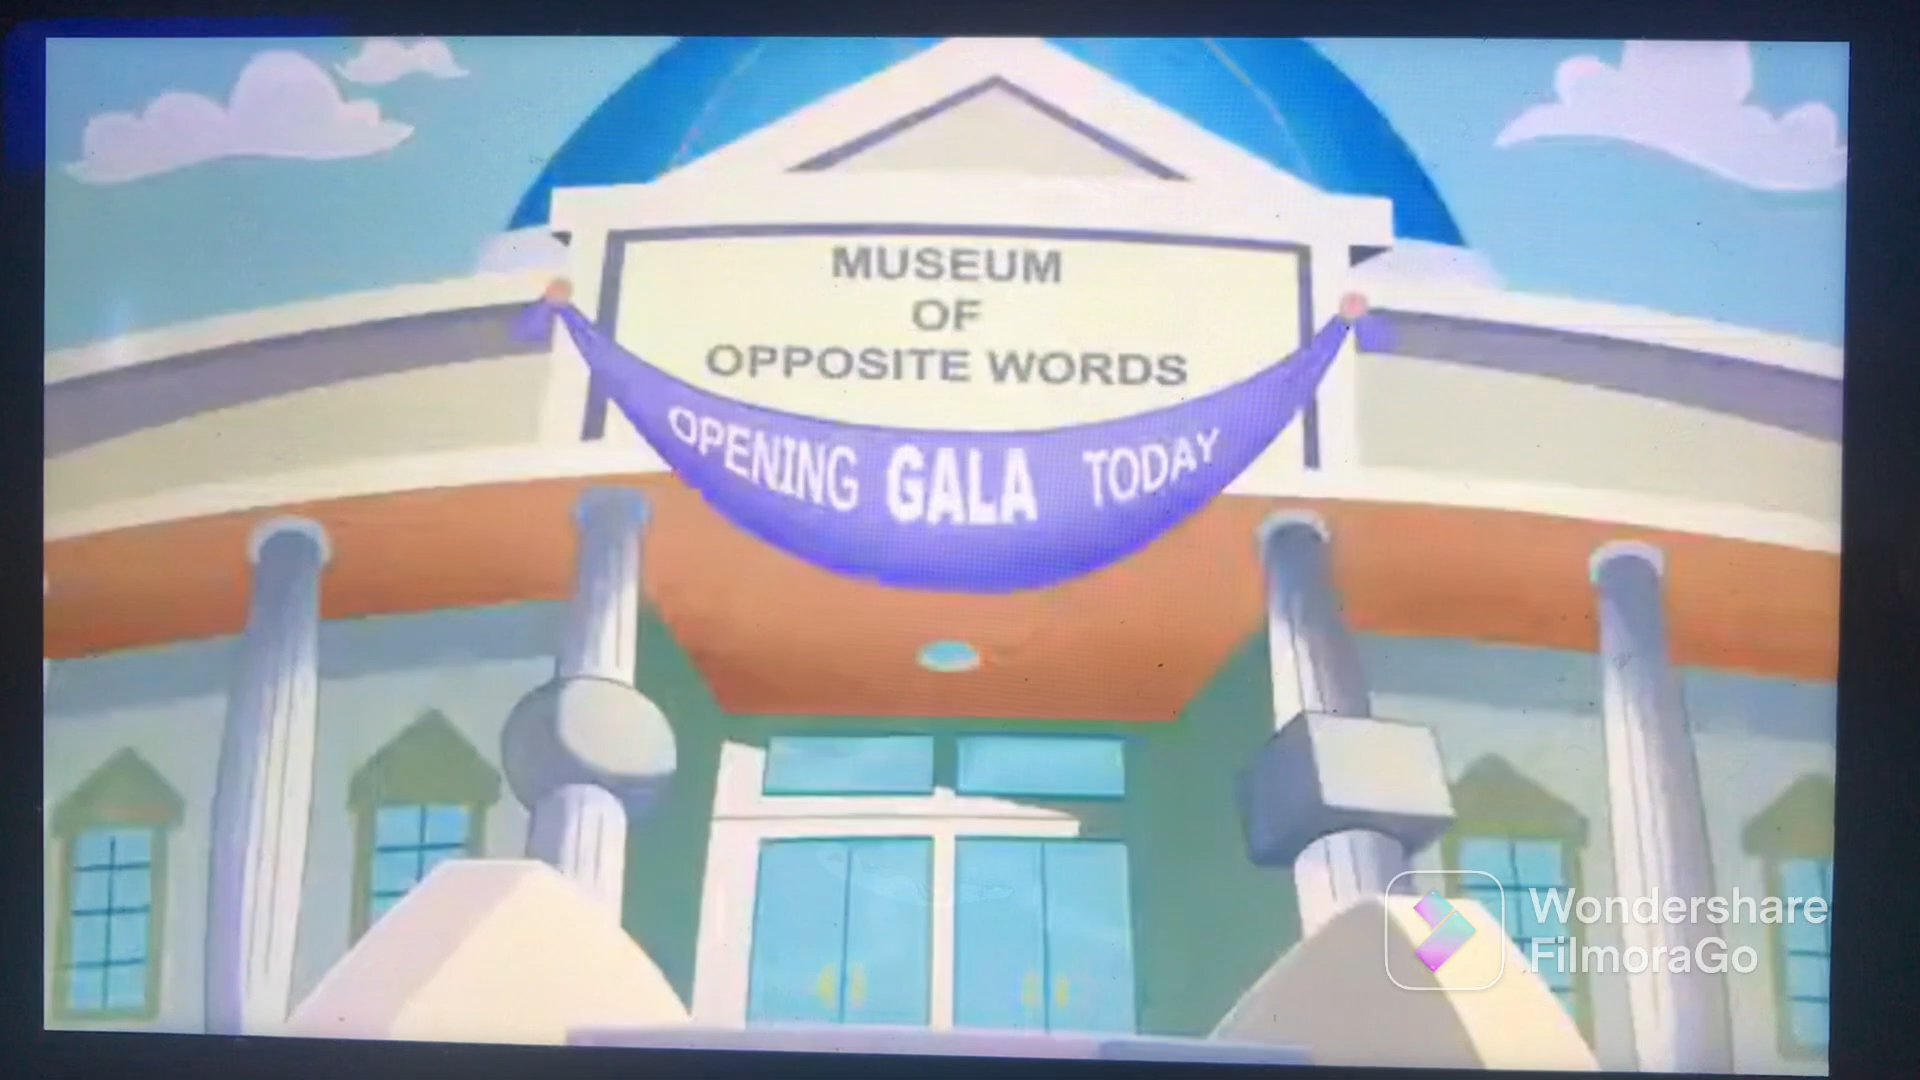 MUSEUM
OF
OPPOSITE WORDS
OPENING GALA TODAY
Wondershare
FilmoraGo